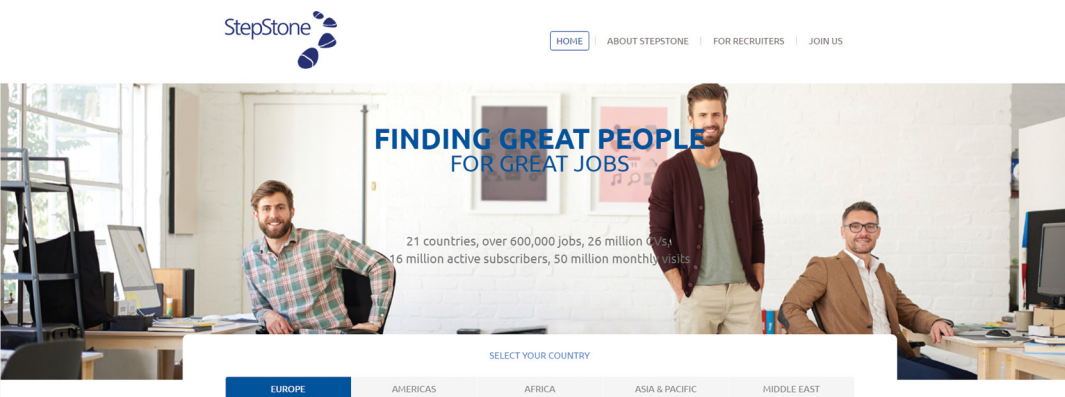 StepStone
HOME
ABOUT STEPSTONE
FOR RECRUITERS
JOIN US
FINDING GREAT PEOPLE
FOR GREAT JOBS
21 countries, over 600,000 jobs, 26 million CVs,
16 million active subscribers, 50 million monthly visits
SELECT YOUR COUNTRY
EUROPE
AMERICAS
AFRICA
ASIA & PACIFIC
MIDDLE EAST